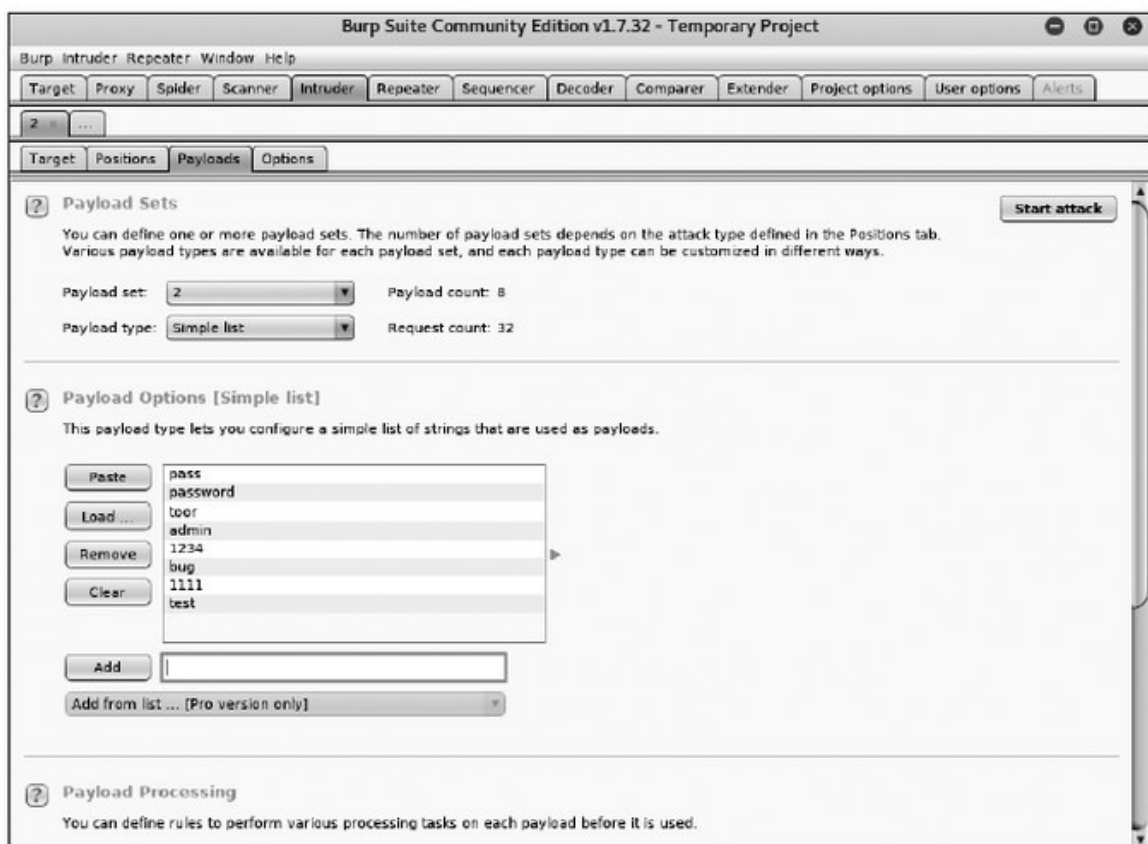 Burp Suite Community Edition v1.7.32 - Temporary Project
Burp Intruder Repeater Window Help
Target Proxy Spider Scanner Intruder Repeater Sequencer Decoder Comparer Extender Project options User options Alerts
2 × ...
Target Positions Payloads Options
? Payload Sets
Start attack
You can define one or more payload sets. The number of payload sets depends on the attack type defined in the Positions tab.
Various payload types are available for each payload set, and each payload type can be customized in different ways.
Payload set: 2 Payload count: 8
Payload type: Simple list Request count: 32
? Payload Options [Simple list]
This payload type lets you configure a simple list of strings that are used as payloads.
Paste
Load ...
Remove
Clear
pass
password
toor
admin
1234
bug
1111
test
Add
Add from list ... [Pro version only]
? Payload Processing
You can define rules to perform various processing tasks on each payload before it is used.